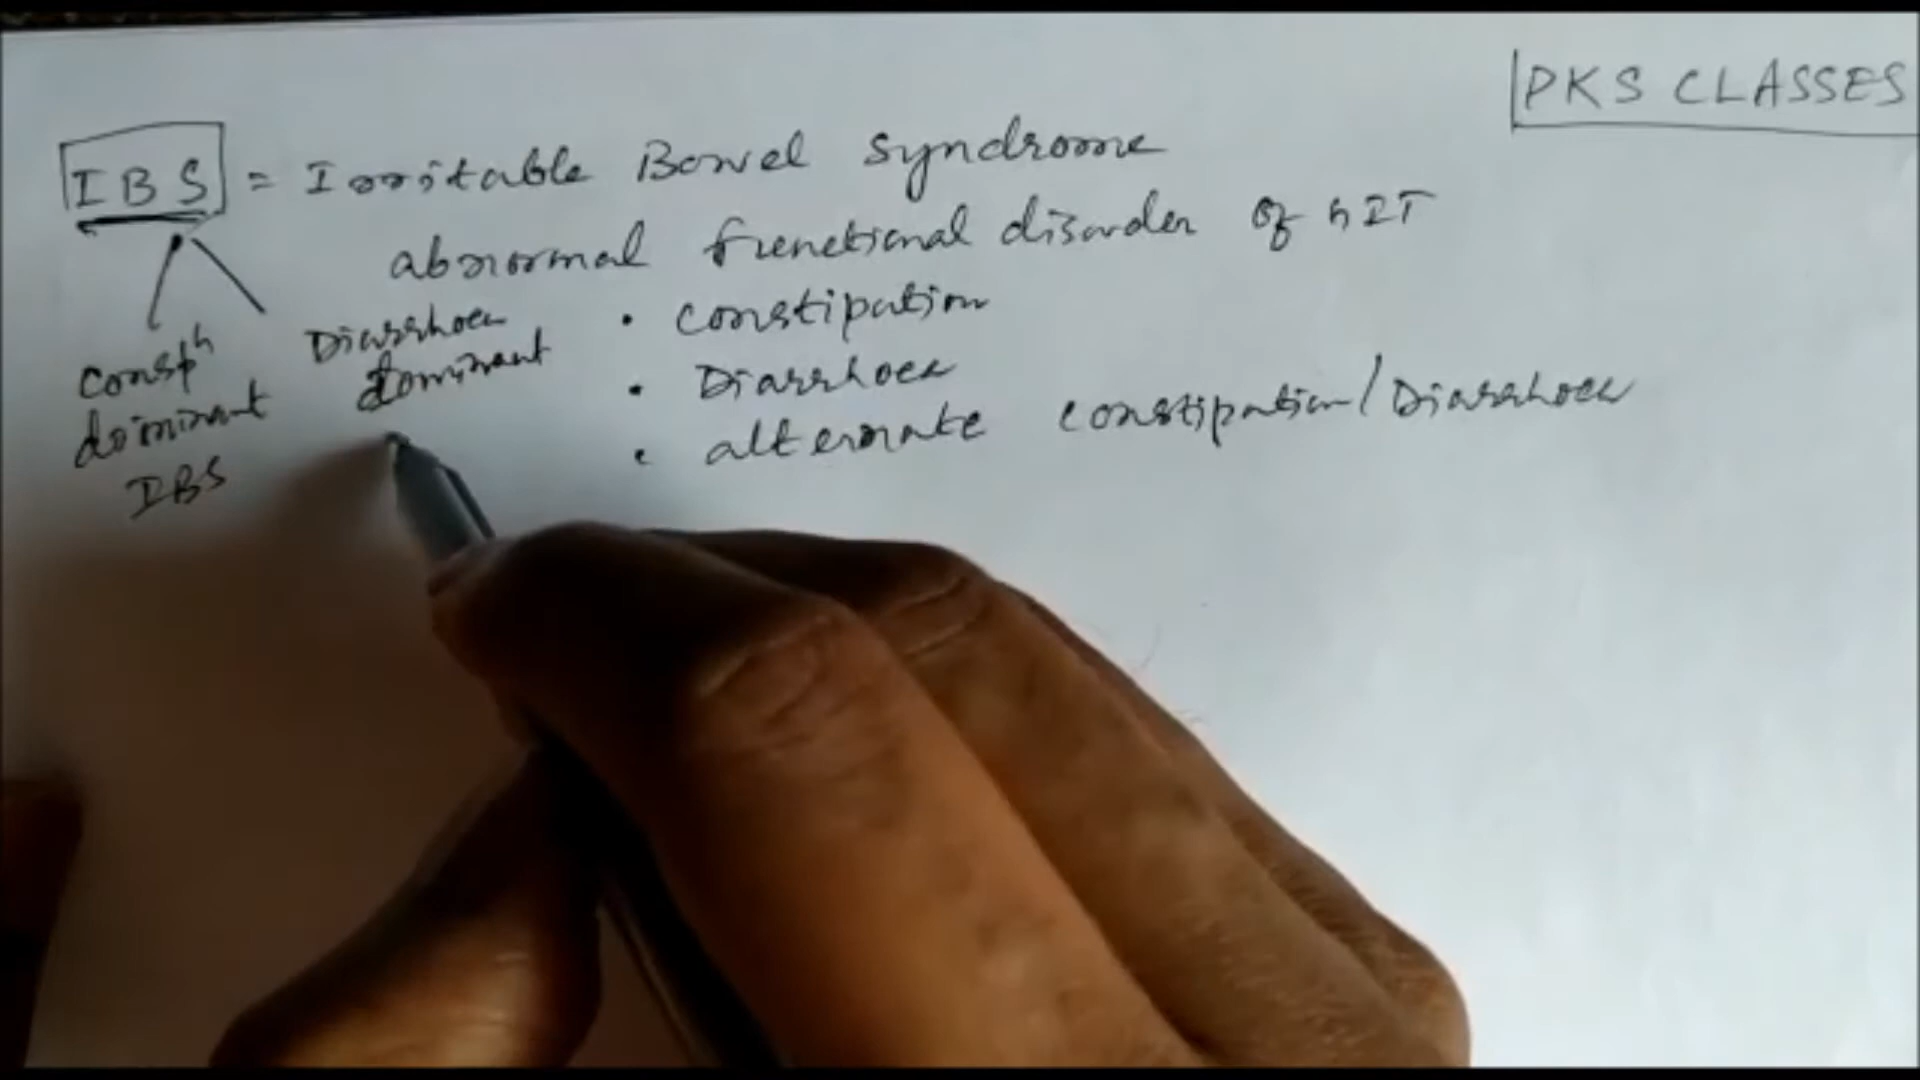 PKS CLASSES
IBS = Irritable Bowel Syndrome
abnormal functional disorder of GIT
• constipation
• Diarrhoea
• alternate constipation/Diarrhoea
Constpn
dominant
IBS
Diarrhoea
dominant